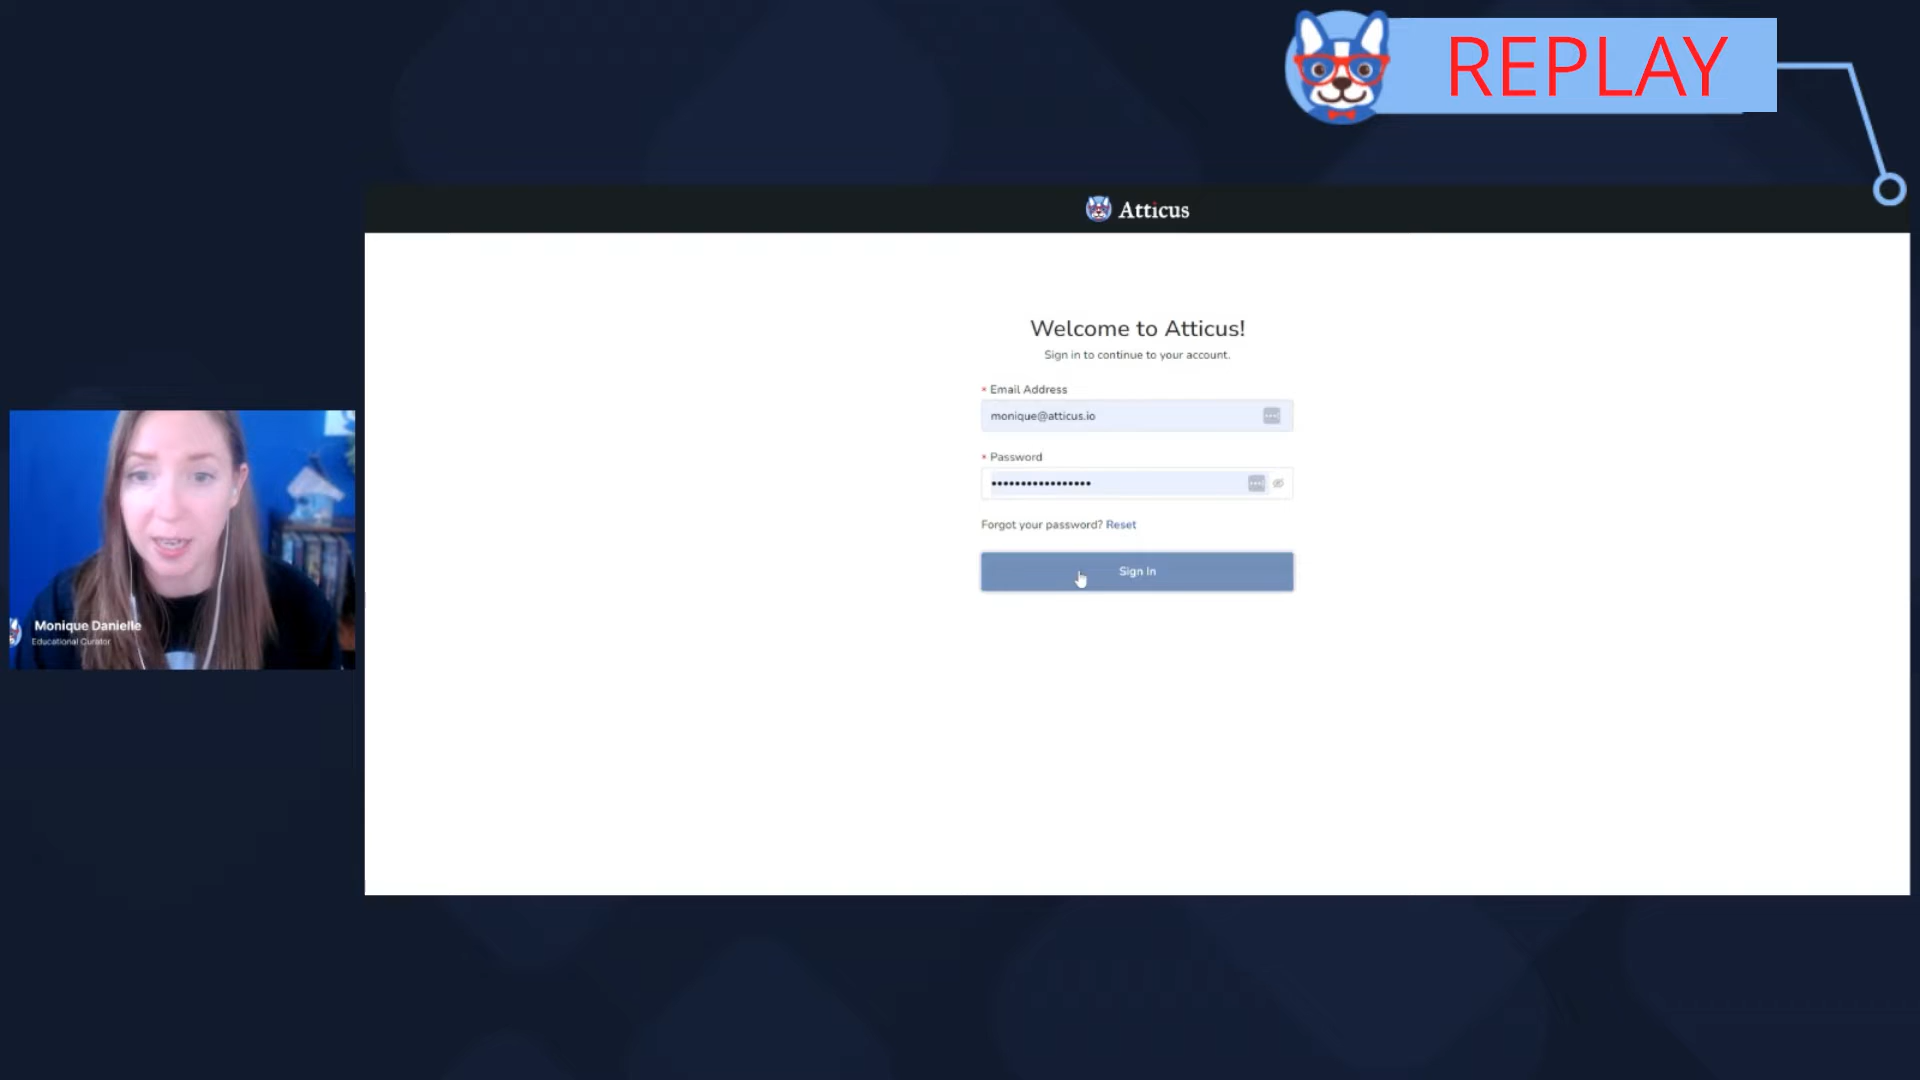 REPLAY
Atticus
Welcome to Atticus!
Sign in to continue to your account.
* Email Address
monique@atticus.io
* Password
•••••••••••••••••
Forgot your password? Reset
Sign In
Monique Danielle
Educational Curator